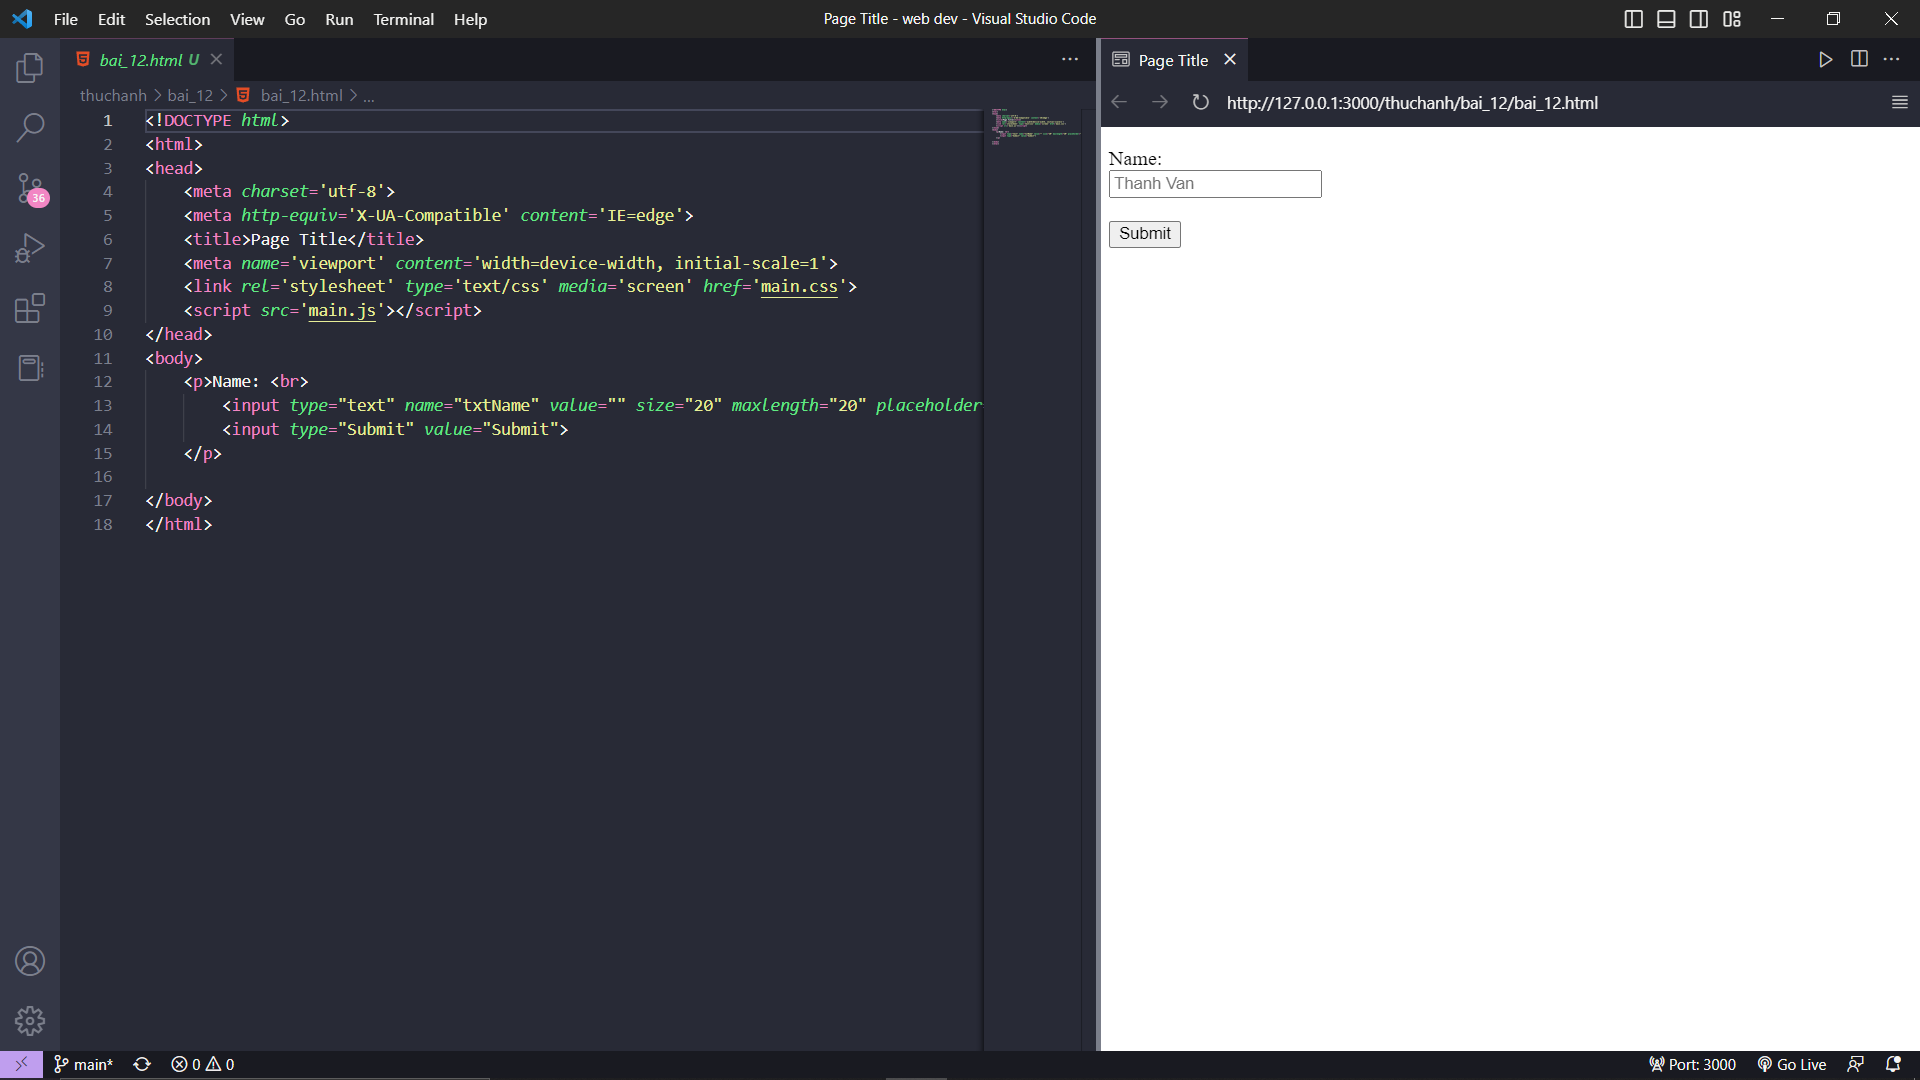 File Edit Selection View Go Run Terminal Help
Page Title - web dev - Visual Studio Code
bai_12.html U
thuchanh > bai_12 > bai_12.html > ...
1 <!DOCTYPE html>
2 <html>
3 <head>
4 <meta charset='utf-8'>
5 <meta http-equiv='X-UA-Compatible' content='IE=edge'>
6 <title>Page Title</title>
7 <meta name='viewport' content='width=device-width, initial-scale=1'>
8 <link rel='stylesheet' type='text/css' media='screen' href='main.css'>
9 <script src='main.js'></script>
10 </head>
11 <body>
12 <p>Name: <br>
13 <input type="text" name="txtName" value="" size="20" maxlength="20" placeholder
14 <input type="Submit" value="Submit">
15 </p>
16
17 </body>
18 </html>
36
Page Title
http://127.0.0.1:3000/thuchanh/bai_12/bai_12.html
Name:
Thanh Van
Submit
main* 0 0
Port: 3000 Go Live